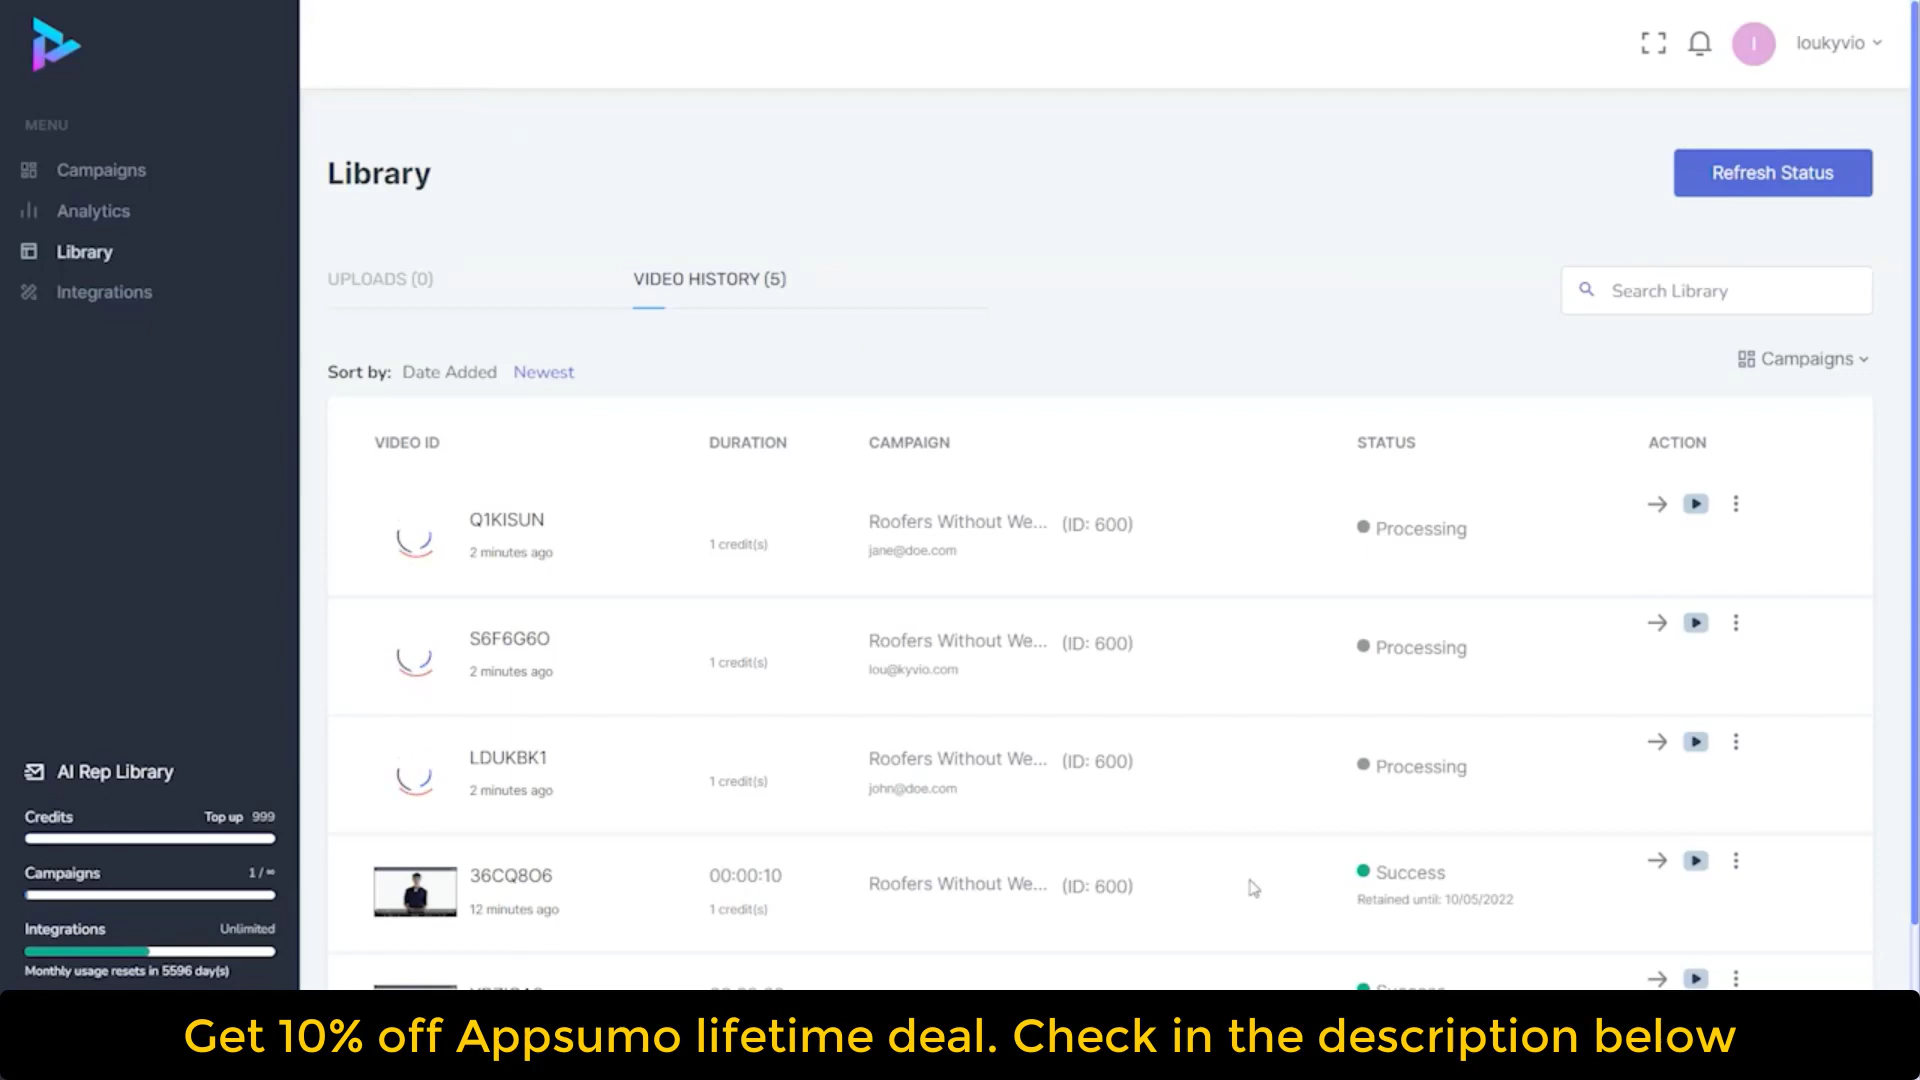 I
loukyvio
MENU
Campaigns
Analytics
Library
Integrations
Library
Refresh Status
UPLOADS (0)
VIDEO HISTORY (5)
Search Library
Sort by: Date Added Newest
Campaigns
VIDEO ID DURATION CAMPAIGN STATUS ACTION
Q1KISUN
2 minutes ago
1 credit(s)
Roofers Without We... (ID: 600)
jane@doe.com
Processing
S6F6G6O
2 minutes ago
1 credit(s)
Roofers Without We... (ID: 600)
lou@kyvio.com
Processing
LDUKBK1
2 minutes ago
1 credit(s)
Roofers Without We... (ID: 600)
john@doe.com
Processing
36CQ8O6
12 minutes ago
00:00:10
1 credit(s)
Roofers Without We... (ID: 600)
Success
Retained until: 10/05/2022
AI Rep Library
Credits Top up 999
Campaigns 1 / ∞
Integrations Unlimited
Monthly usage resets in 5596 day(s)
Get 10% off Appsumo lifetime deal. Check in the description below